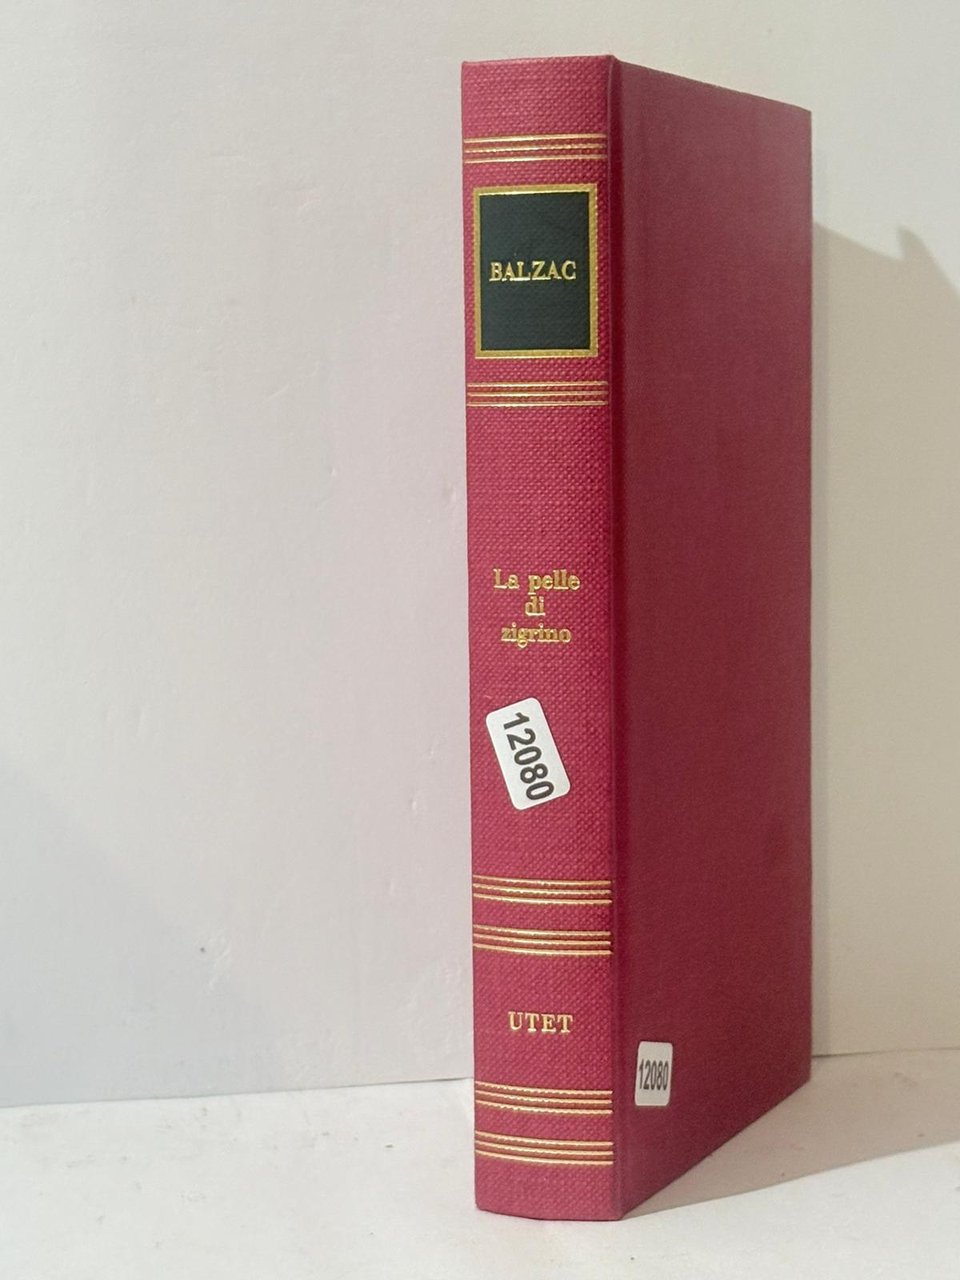 BALZAC
La pelle
di
zigrino
12080
UTET
12080